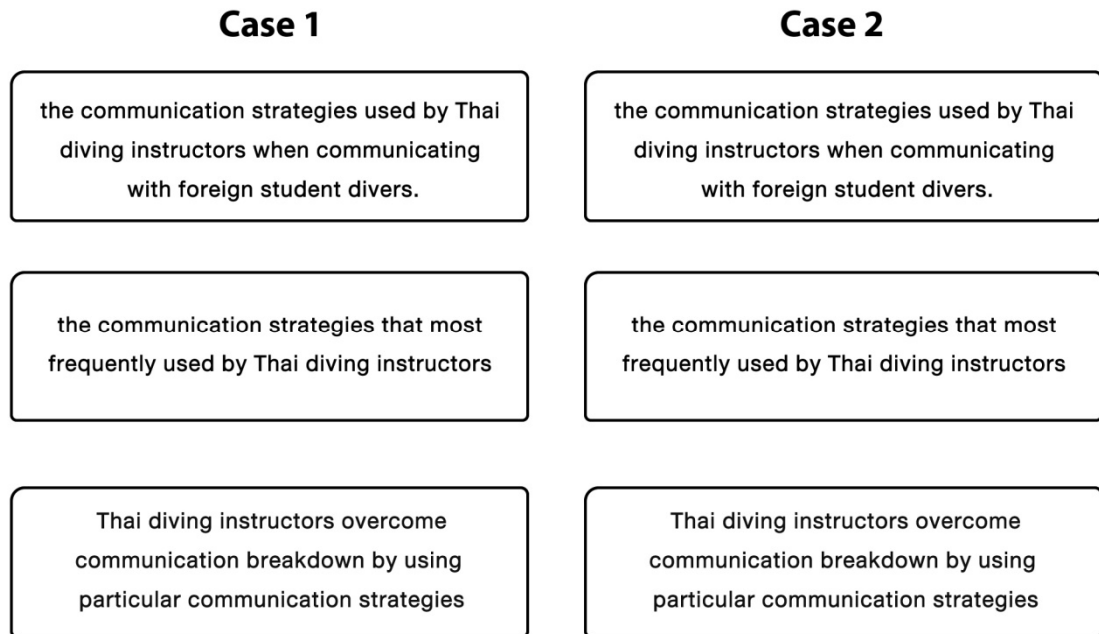 Case 1
the communication strategies used by Thai
diving instructors when communicating
with foreign student divers.
the communication strategies that most
frequently used by Thai diving instructors
Thai diving instructors overcome
communication breakdown by using
particular communication strategies
Case 2
the communication strategies used by Thai
diving instructors when communicating
with foreign student divers.
the communication strategies that most
frequently used by Thai diving instructors
Thai diving instructors overcome
communication breakdown by using
particular communication strategies